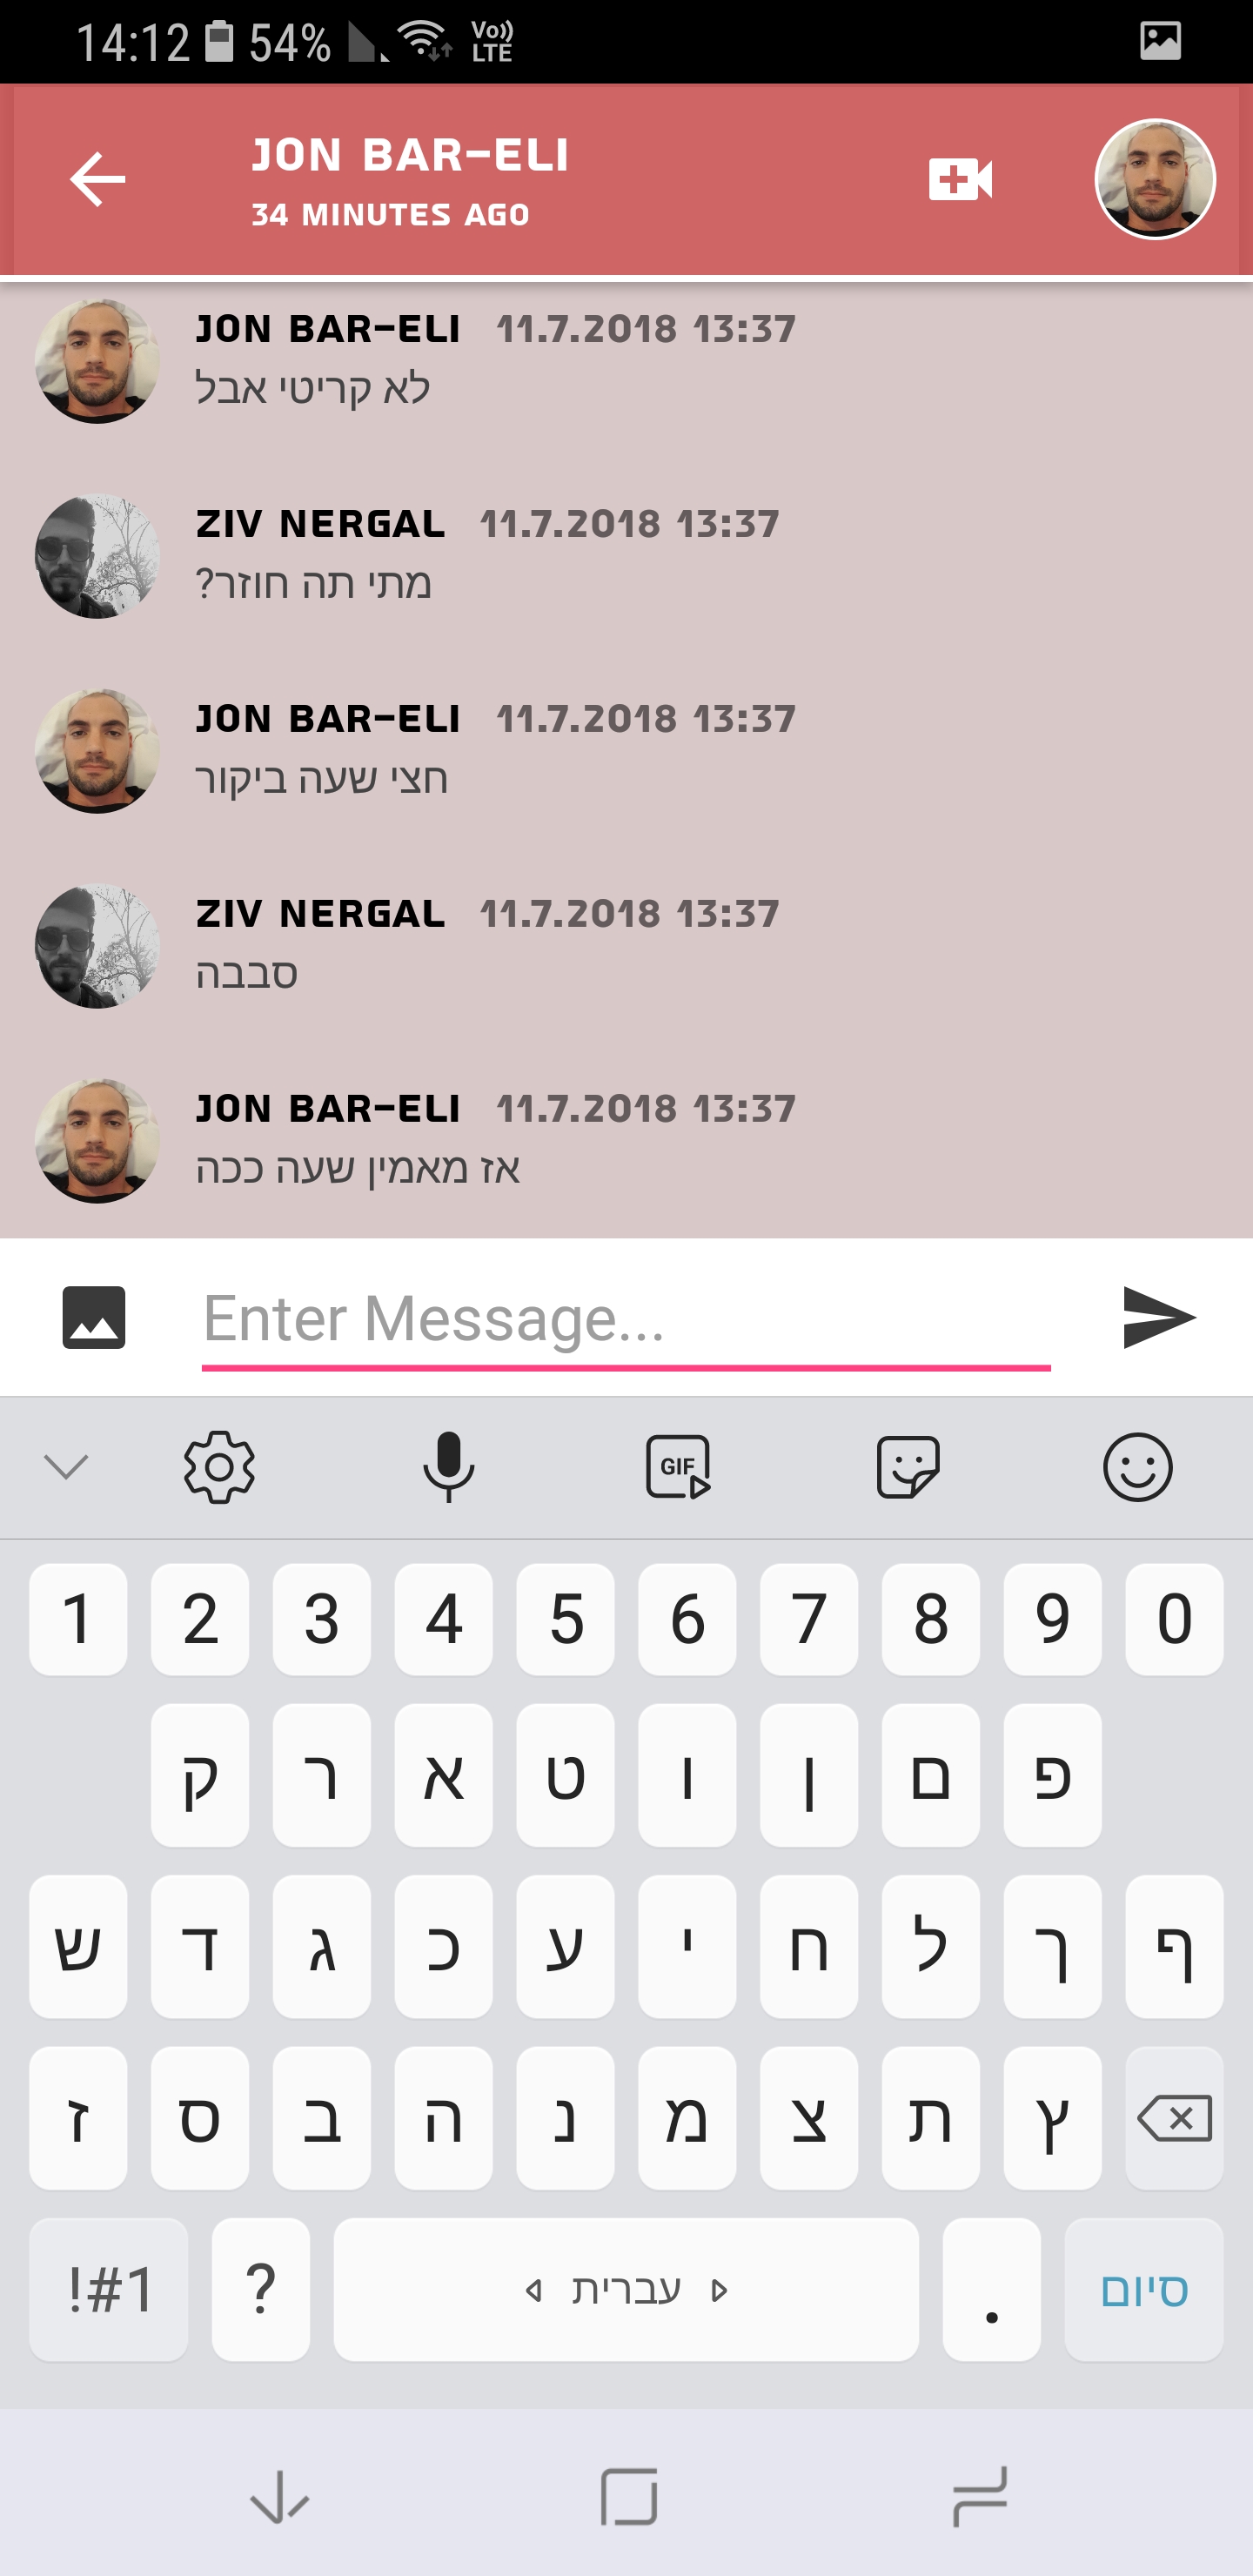 14:12 54% Vo)) LTE
JON BAR-ELI
34 MINUTES AGO
JON BAR-ELI 11.7.2018 13:37
לא קריטי אבל
ZIV NERGAL 11.7.2018 13:37
מתי תה חוזר?
JON BAR-ELI 11.7.2018 13:37
חצי שעה ביקור
ZIV NERGAL 11.7.2018 13:37
סבבה
JON BAR-ELI 11.7.2018 13:37
אז מאמין שעה ככה
Enter Message...
GIF
1 2 3 4 5 6 7 8 9 0
ק ר א ט ו ן ם פ
ש ד ג כ ע י ח ל ך ף
ז ס ב ה נ מ צ ת ץ
!#1 ? עברית . סיום